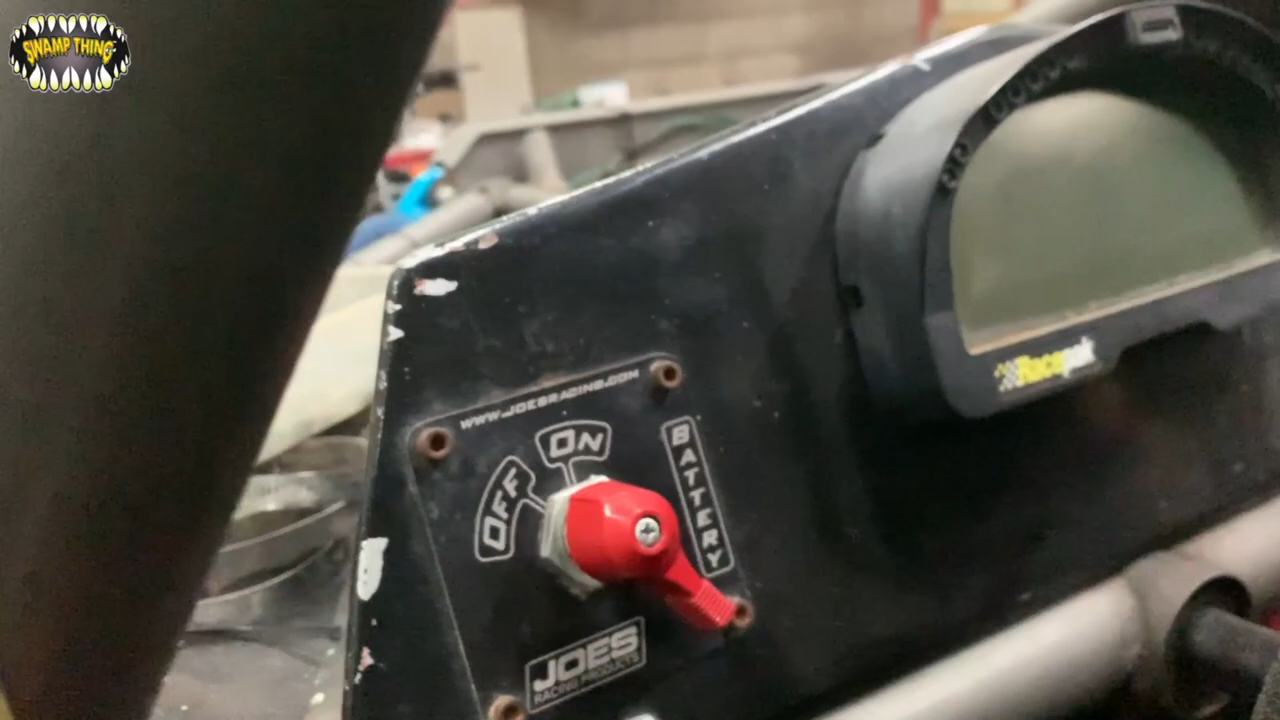 SWAMP THING
WWW.JOESRACING.COM
ON
OFF
BATTERY
JOES
RACING PRODUCTS
Racepak